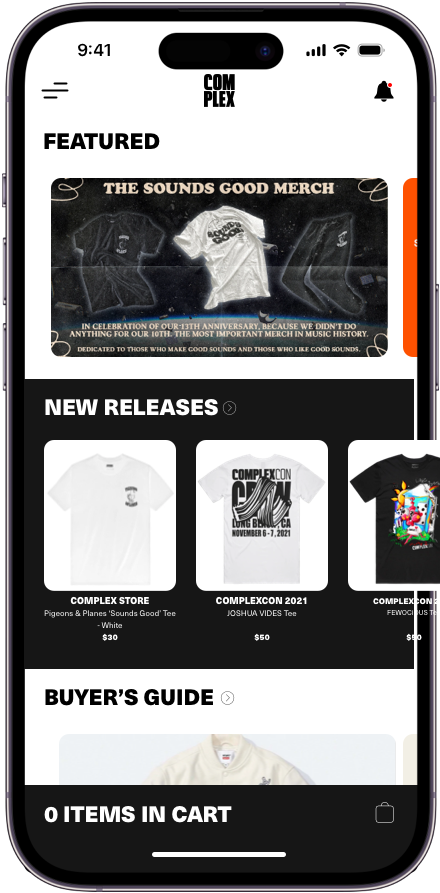 9:41
COM
PLEX
FEATURED
THE SOUNDS GOOD MERCH
IN CELEBRATION OF OUR 13TH ANNIVERSARY, BECAUSE WE DIDN'T DO
ANYTHING FOR OUR 10TH. THE MOST IMPORTANT MERCH IN MUSIC HISTORY.
DEDICATED TO THOSE WHO MAKE GOOD SOUNDS AND THOSE WHO LIKE GOOD SOUNDS.
NEW RELEASES
COMPLEXCON
LONG BEACH, CA
NOVEMBER 6-7, 2021
COMPLEX STORE
Pigeons & Planes 'Sounds Good' Tee
- White
$30
COMPLEXCON 2021
JOSHUA VIDES Tee
$50
COMPLEXCON 2
FEWOCIOUS Te
$50
BUYER'S GUIDE
0 ITEMS IN CART